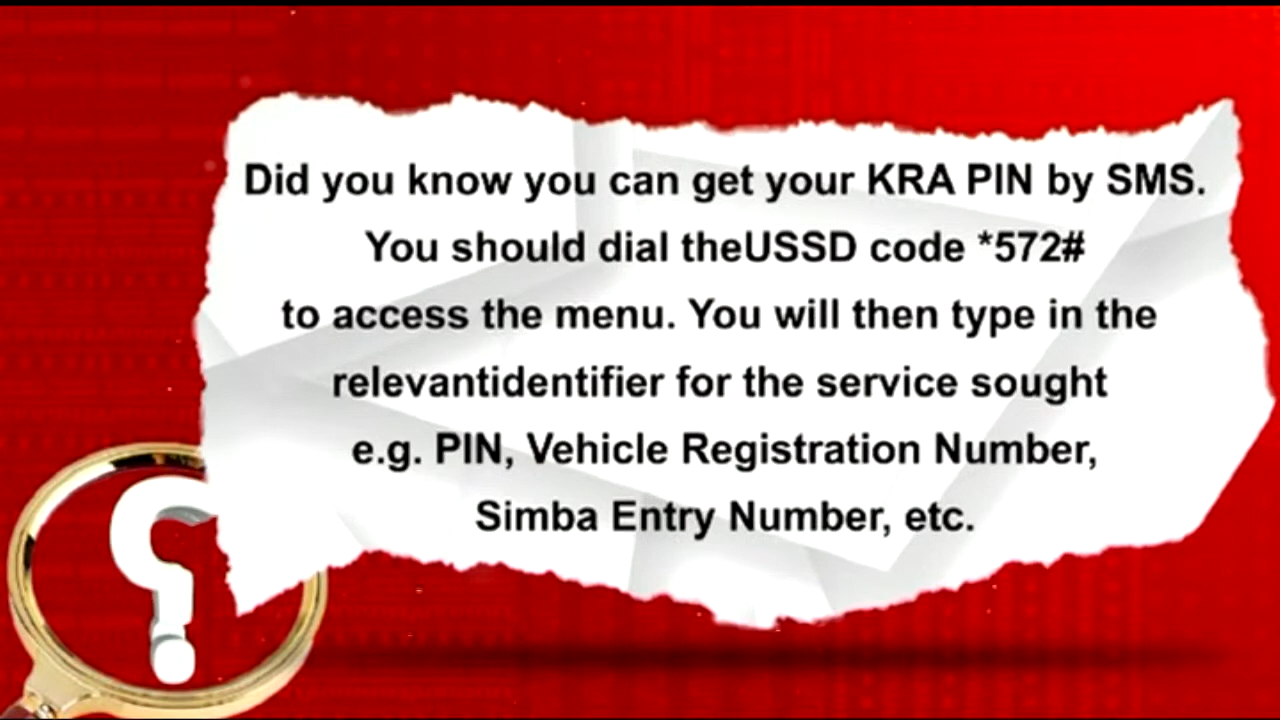 Did you know you can get your KRA PIN by SMS.
You should dial theUSSD code *572#
to access the menu. You will then type in the
relevantidentifier for the service sought
e.g. PIN, Vehicle Registration Number,
Simba Entry Number, etc.